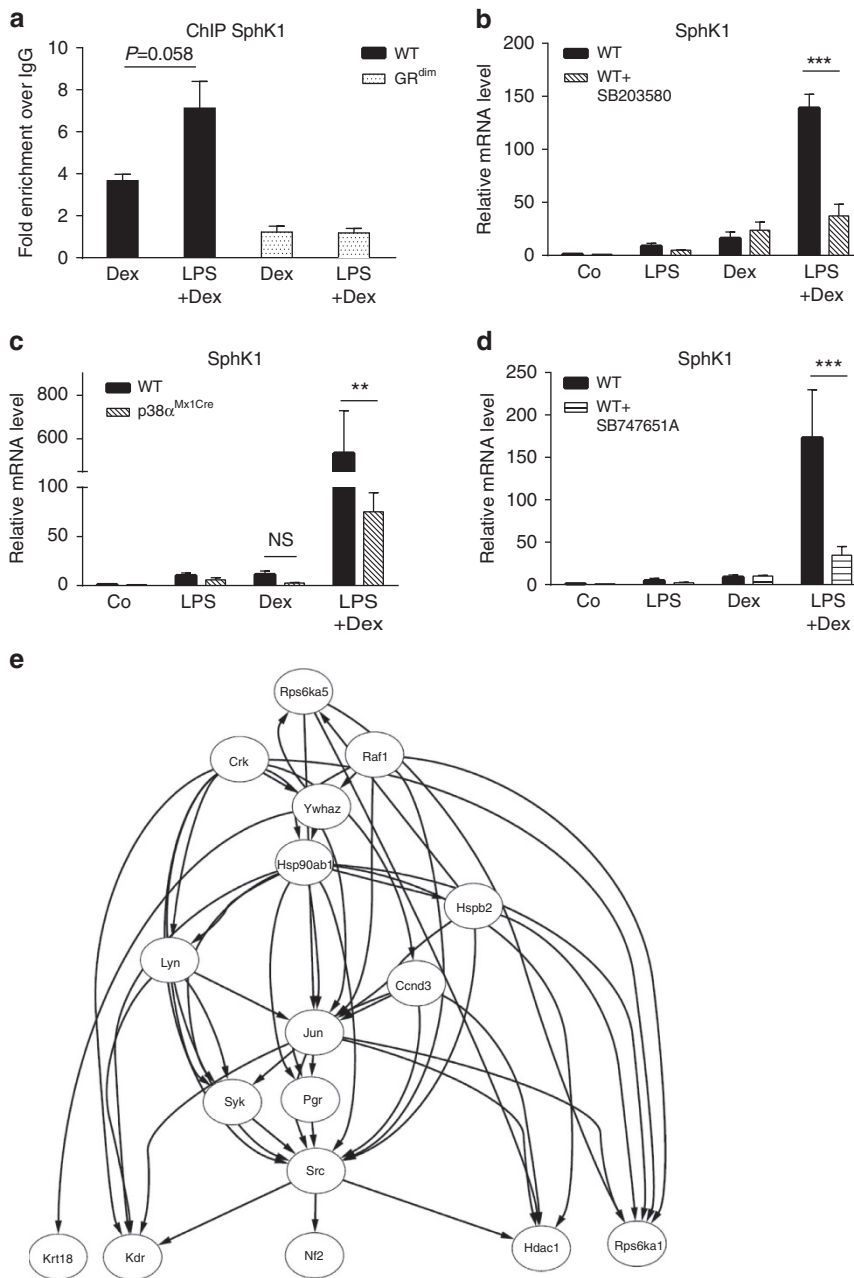 a
ChIP SphK1
Fold enrichment over IgG
10
8
6
4
2
0
P=0.058
WT
GR^dim
Dex
LPS
+Dex
Dex
LPS
+Dex
b
SphK1
Relative mRNA level
200
150
100
50
0
WT
WT+
SB203580
***
Co
LPS
Dex
LPS
+Dex
c
SphK1
Relative mRNA level
800
600
100
50
0
WT
p38α^Mx1Cre
NS
**
Co
LPS
Dex
LPS
+Dex
d
SphK1
Relative mRNA level
250
200
150
100
50
0
WT
WT+
SB747651A
***
Co
LPS
Dex
LPS
+Dex
e
Rps6ka5
Crk
Raf1
Ywhaz
Hsp90ab1
Hspb2
Lyn
Ccnd3
Jun
Syk
Pgr
Src
Krt18
Kdr
Nf2
Hdac1
Rps6ka1